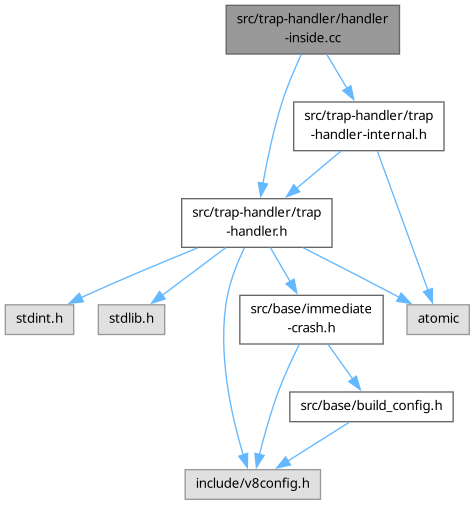 src/trap-handler/handler
-inside.cc
src/trap-handler/trap
-handler-internal.h
src/trap-handler/trap
-handler.h
stdint.h
stdlib.h
src/base/immediate
-crash.h
atomic
src/base/build_config.h
include/v8config.h